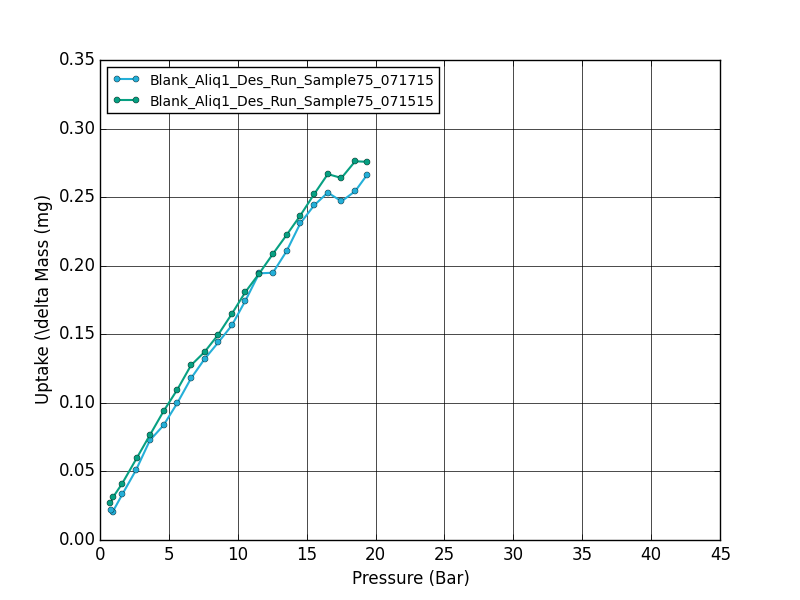 Blank_Aliq1_Des_Run_Sample75_071715
Blank_Aliq1_Des_Run_Sample75_071515
0.35
0.30
0.25
0.20
0.15
0.10
0.05
0.00
Uptake (\delta Mass (mg)
0 5 10 15 20 25 30 35 40 45
Pressure (Bar)